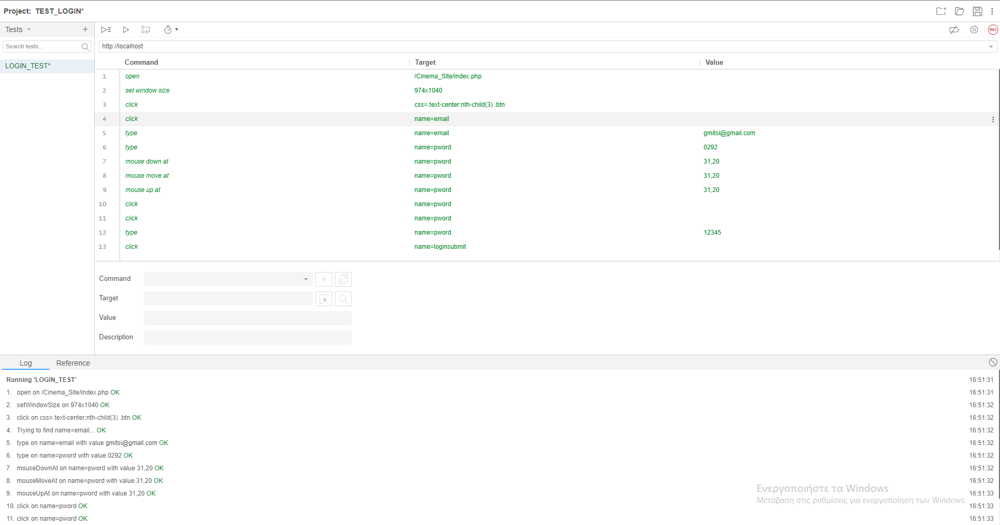 Project: TEST_LOGIN*
Tests
+
REC
Search tests...
http://localhost
LOGIN_TEST*
Command Target Value
1 open /Cinema_Site/index.php
2 set window size 974x1040
3 click css=.text-center:nth-child(3) .btn
4 click name=email
5 type name=email gmitsi@gmail.com
6 type name=pword 0292
7 mouse down at name=pword 31,20
8 mouse move at name=pword 31,20
9 mouse up at name=pword 31,20
10 click name=pword
11 click name=pword
12 type name=pword 12345
13 click name=loginsubmit
Command //
Target
Value
Description
Log Reference
Running 'LOGIN_TEST' 16:51:31
1. open on /Cinema_Site/index.php OK 16:51:31
2. setWindowSize on 974x1040 OK 16:51:32
3. click on css=.text-center:nth-child(3) .btn OK 16:51:32
4. Trying to find name=email... OK 16:51:32
5. type on name=email with value gmitsi@gmail.com OK 16:51:32
6. type on name=pword with value 0292 OK 16:51:32
7. mouseDownAt on name=pword with value 31,20 OK 16:51:32
8. mouseMoveAt on name=pword with value 31,20 OK 16:51:32
9. mouseUpAt on name=pword with value 31,20 OK 16:51:33
10. click on name=pword OK 16:51:33
11. click on name=pword OK 16:51:33
Ενεργοποιήστε τα Windows
Μετάβαση στις ρυθμίσεις για ενεργοποίηση των Windows.